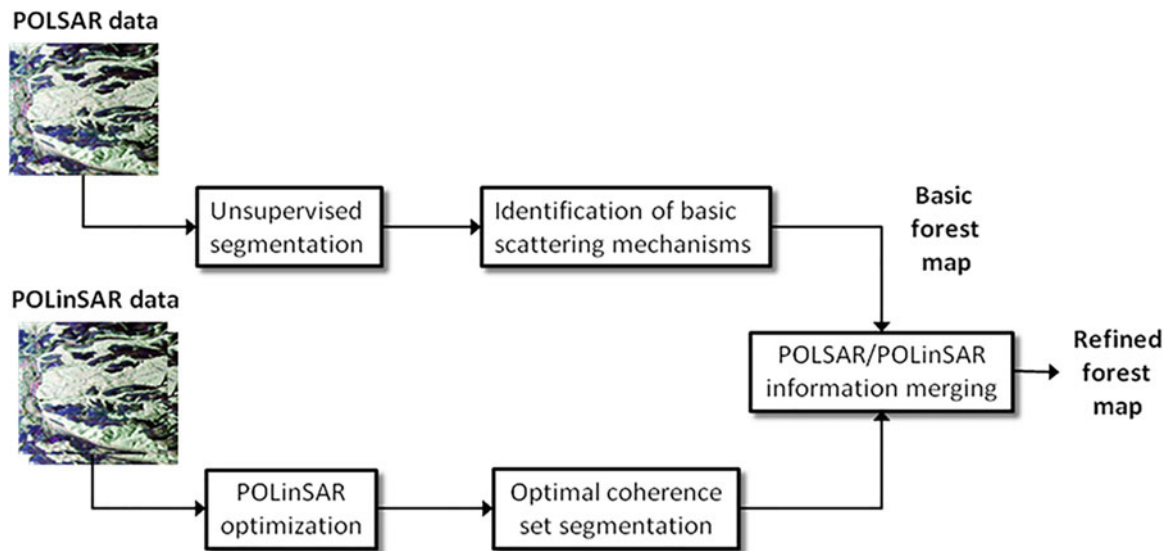 POLSAR data
Unsupervised
segmentation
Identification of basic
scattering mechanisms
Basic
forest
map
POLinSAR data
POLSAR/POLinSAR
information merging
Refined
forest
map
POLinSAR
optimization
Optimal coherence
set segmentation